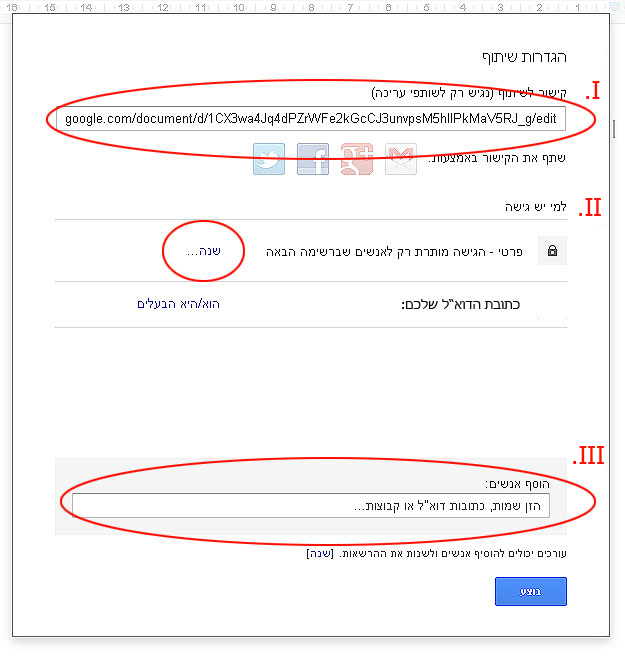 16 15 14 13 12 11 10 9 8 7 6 5 4 3 2 1
הגדרות שיתוף
I.
קישור לשיתוף (נגיש רק לשותפי עריכה)
google.com/document/d/1CX3wa4Jq4dPZrWFe2kGcCJ3unvpsM5hIlPkMaV5RJ_g/edit
שתף את הקישור באמצעות:
II.
למי יש גישה
פרטי - הגישה מותרת רק לאנשים שברשימה הבאה שנה...
כתובת הדוא"ל שלכם: הוא/היא הבעלים
III.
הוסף אנשים:
הזן שמות, כתובות דוא"ל או קבוצות...
עורכים יכולים להוסיף אנשים ולשנות את ההרשאות. [שנה]
בוצע